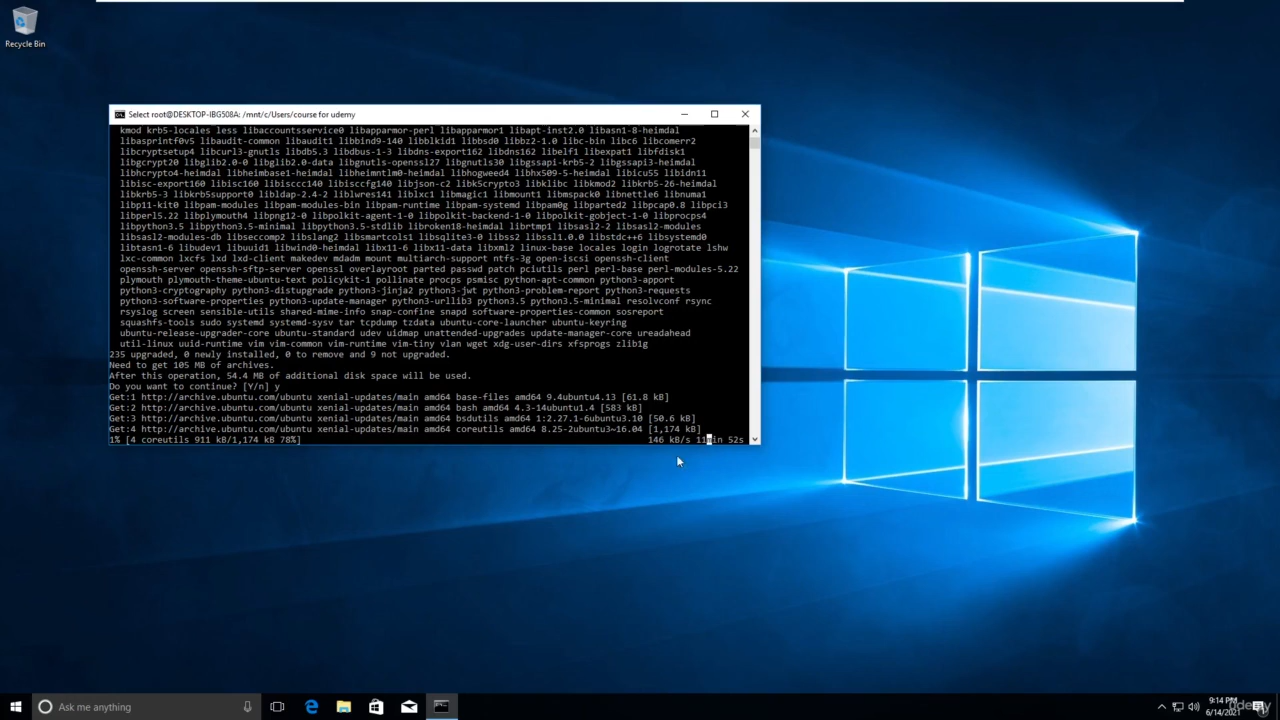 Recycle Bin
Select root@DESKTOP-IBG508A: /mnt/c/Users/course for udemy
kmod krb5-locales less libaccountsservice0 libapparmor-perl libapparmor1 libapt-inst2.0 libasn1-8-heimdal
libasprintf0v5 libaudit-common libaudit1 libbind9-140 libblkid1 libbsd0 libbz2-1.0 libc-bin libc6 libcomerr2
libcryptsetup4 libcurl3-gnutls libdb5.3 libdbus-1-3 libdns-export162 libdns162 libelf1 libexpat1 libfdisk1
libgcrypt20 libglib2.0-0 libglib2.0-data libgnutls-openssl27 libgnutls30 libgssapi-krb5-2 libgssapi3-heimdal
libhcrypto4-heimdal libheimbase1-heimdal libheimntlm0-heimdal libhogweed4 libhx509-5-heimdal libicu55 libidn11
libisc-export160 libisc160 libisccc140 libisccfg140 libjson-c2 libk5crypto3 libklibc libkmod2 libkrb5-26-heimdal
libkrb5-3 libkrb5support0 libldap-2.4-2 liblwres141 liblxc1 libmagic1 libmount1 libmspack0 libnettle6 libnuma1
libp11-kit0 libpam-modules libpam-modules-bin libpam-runtime libpam-systemd libpam0g libparted2 libpcap0.8 libpci3
libperl5.22 libplymouth4 libpng12-0 libpolkit-agent-1-0 libpolkit-backend-1-0 libpolkit-gobject-1-0 libprocps4
libpython3.5 libpython3.5-minimal libpython3.5-stdlib libroken18-heimdal librtmp1 libsasl2-2 libsasl2-modules
libsasl2-modules-db libseccomp2 libslang2 libsmartcols1 libsqlite3-0 libss2 libssl1.0.0 libstdc++6 libsystemd0
libtasn1-6 libudev1 libuuid1 libwind0-heimdal libx11-6 libx11-data libxml2 linux-base locales login logrotate lshw
lxc-common lxcfs lxd lxd-client makedev mdadm mount multiarch-support ntfs-3g open-iscsi openssh-client
openssh-server openssh-sftp-server openssl overlayroot parted passwd patch pciutils perl perl-base perl-modules-5.22
plymouth plymouth-theme-ubuntu-text policykit-1 pollinate procps psmisc python-apt-common python3-apport
python3-cryptography python3-distupgrade python3-jinja2 python3-jwt python3-problem-report python3-requests
python3-software-properties python3-update-manager python3-urllib3 python3.5 python3.5-minimal resolvconf rsync
rsyslog screen sensible-utils shared-mime-info snap-confine snapd software-properties-common sosreport
squashfs-tools sudo systemd systemd-sysv tar tcpdump tzdata ubuntu-core-launcher ubuntu-keyring
ubuntu-release-upgrader-core ubuntu-standard udev uidmap unattended-upgrades update-manager-core ureadahead
util-linux uuid-runtime vim vim-common vim-runtime vim-tiny vlan wget xdg-user-dirs xfsprogs zlib1g
235 upgraded, 0 newly installed, 0 to remove and 9 not upgraded.
Need to get 105 MB of archives.
After this operation, 54.4 MB of additional disk space will be used.
Do you want to continue? [Y/n] y
Get:1 http://archive.ubuntu.com/ubuntu xenial-updates/main amd64 base-files amd64 9.4ubuntu4.13 [61.8 kB]
Get:2 http://archive.ubuntu.com/ubuntu xenial-updates/main amd64 bash amd64 4.3-14ubuntu1.4 [583 kB]
Get:3 http://archive.ubuntu.com/ubuntu xenial-updates/main amd64 bsdutils amd64 1:2.27.1-6ubuntu3.10 [50.6 kB]
Get:4 http://archive.ubuntu.com/ubuntu xenial-updates/main amd64 coreutils amd64 8.25-2ubuntu3~16.04 [1,174 kB]
1% [4 coreutils 911 kB/1,174 kB 78%] 146 kB/s 11min 52s
Ask me anything
9:14 PM
6/14/2021
udemy